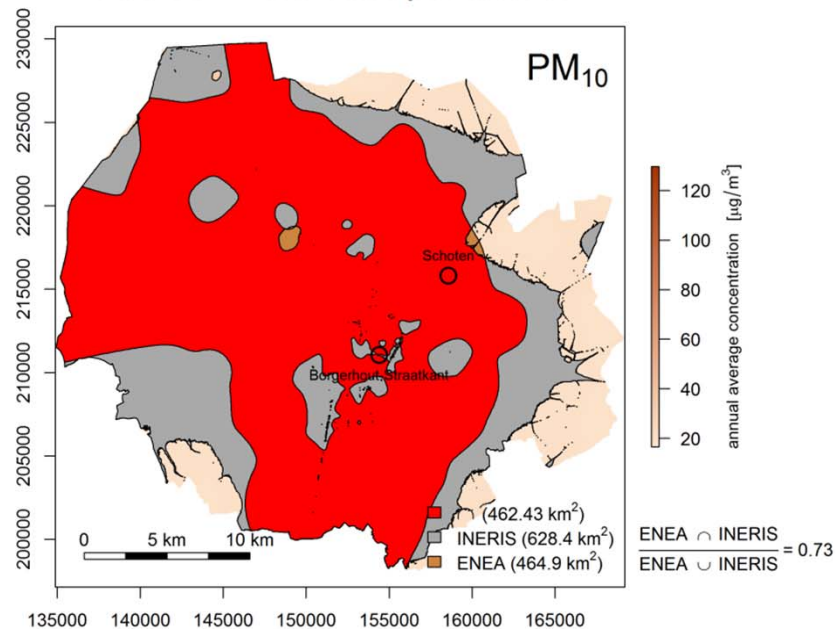 PM10
230000
225000
220000
215000
210000
205000
200000
135000 140000 145000 150000 155000 160000 165000
Schoten
Borgerhout-Straatkant
0 5 km 10 km
(462.43 km²)
INERIS (628.4 km²)
ENEA (464.9 km²)
120
100
80
60
40
20
annual average concentration [µg/m³]
ENEA ∩ INERIS
ENEA ∪ INERIS
= 0.73